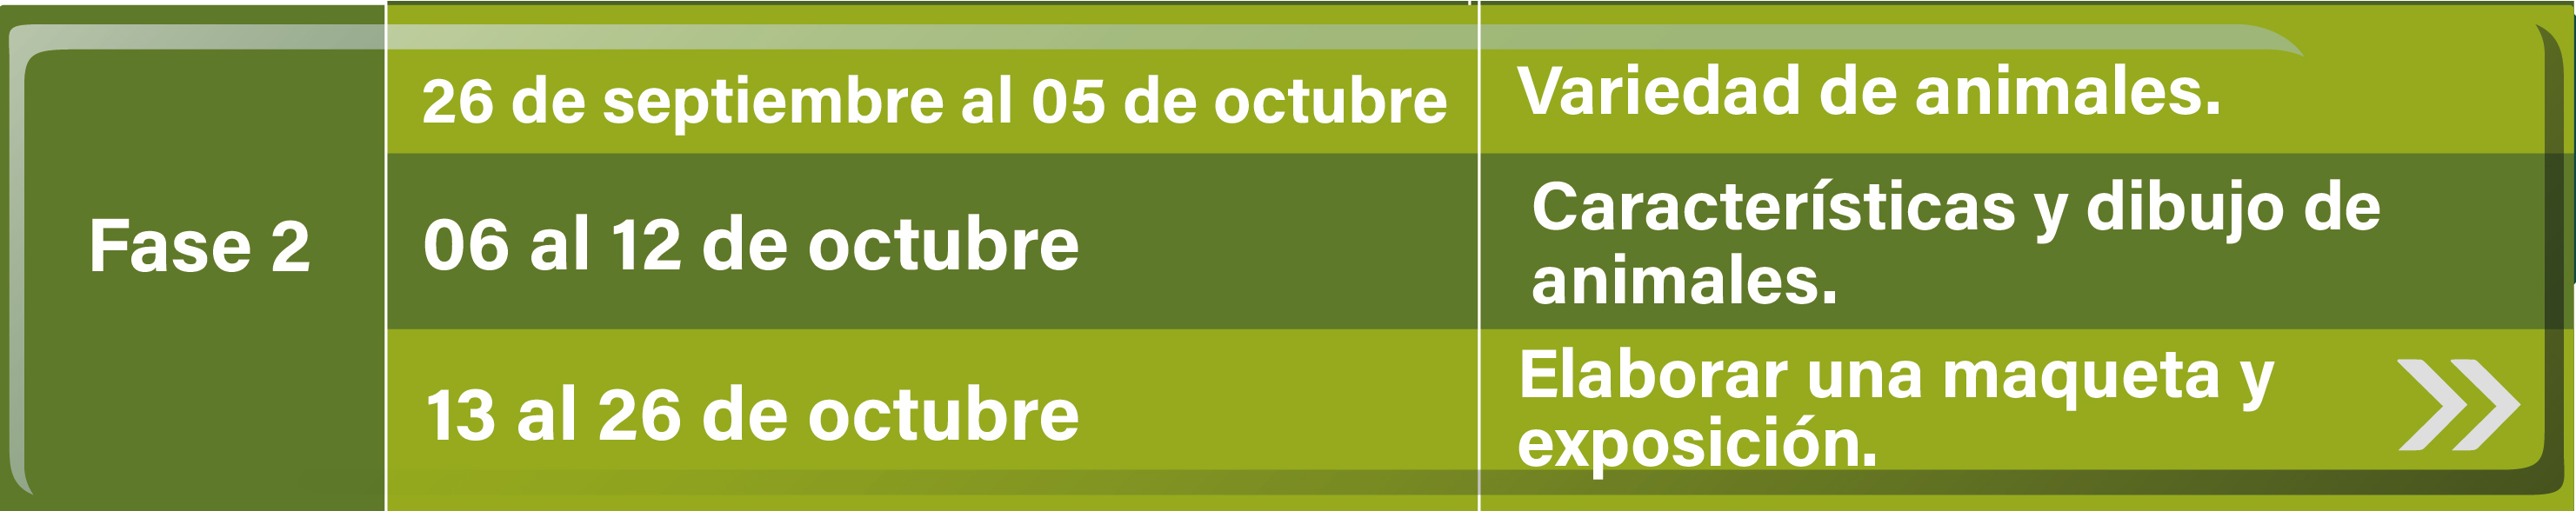 Fase 2
26 de septiembre al 05 de octubre
Variedad de animales.
06 al 12 de octubre
Características y dibujo de
animales.
13 al 26 de octubre
Elaborar una maqueta y
exposición.